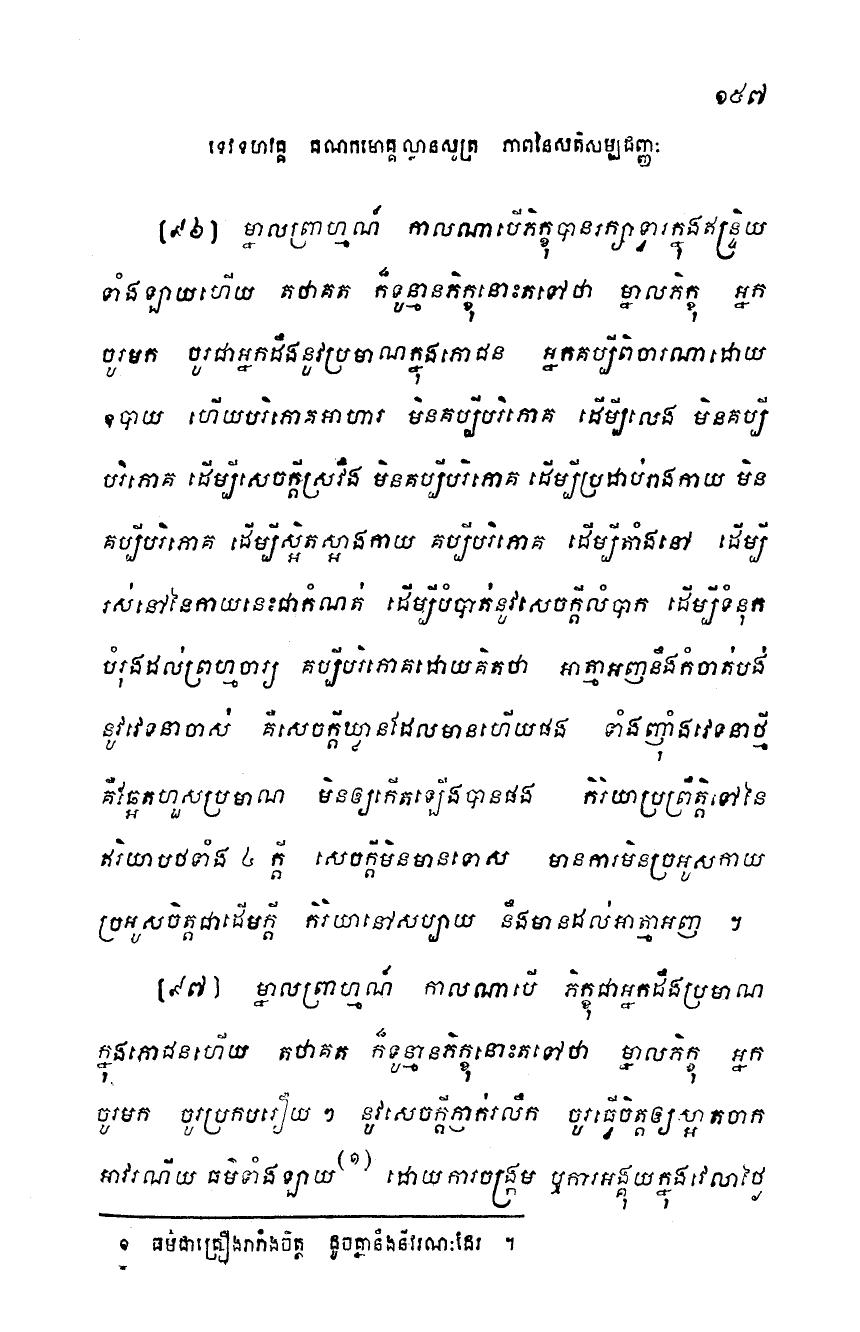 ១៥៧
ទេវទហវគ្គ គណកមោគ្គល្លានសូត្រ ភាពនៃសតិសម្បជញ្ញៈ
[៩៦] ម្នាលព្រាហ្មណ៍ កាលណាបើភិក្ខុបានរក្សាទ្វារក្នុងឥន្ទ្រិយ
ទាំងឡាយហើយ តថាគត ក៏ទូន្មានភិក្ខុនោះតទៅថា ម្នាលភិក្ខុ អ្នក
ចូរមក ចូរជាអ្នកដឹងនូវប្រមាណក្នុងភោជន អ្នកគប្បីពិចារណាដោយ
ឧបាយ ហើយបរិភោគអាហារ មិនគប្បីបរិភោគ ដើម្បីលេង មិនគប្បី
បរិភោគ ដើម្បីសេចក្តីស្រវឹង មិនគប្បីបរិភោគ ដើម្បីប្រដាប់រាងកាយ មិន
គប្បីបរិភោគ ដើម្បីស្អិតស្អាងកាយ គប្បីបរិភោគ ដើម្បីតាំងនៅ ដើម្បី
រស់នៅនៃកាយនេះជាកំណត់ ដើម្បីបំបាត់នូវសេចក្តីលំបាក ដើម្បីទំនុក
បំរុងដល់ព្រហ្មចារ្យ គប្បីបរិភោគដោយគិតថា អាត្មាអញនឹងកំចាត់បង់
នូវវេទនាចាស់ គឺសេចក្តីឃ្លានដែលមានហើយផង ទាំងញ៉ាំងវេទនាថ្មី
គឺឆ្អែតហួសប្រមាណ មិនឲ្យកើតឡើងបានផង កិរិយាប្រព្រឹត្តិទៅនៃ
ឥរិយាបថទាំង ៤ ក្តី សេចក្តីមិនមានទោស មានការមិនច្រអូសកាយ
ច្រអូសចិត្តជាដើមក្តី កិរិយានៅសប្បាយ នឹងមានដល់អាត្មាអញ ។
[៩៧] ម្នាលព្រាហ្មណ៍ កាលណាបើ ភិក្ខុជាអ្នកដឹងប្រមាណ
ក្នុងភោជនហើយ តថាគត ក៏ទូន្មានភិក្ខុនោះតទៅថា ម្នាលភិក្ខុ អ្នក
ចូរមក ចូរប្រកបរឿយ ៗ នូវសេចក្តីភ្ញាក់រលឹក ចូរធ្វើចិត្តឲ្យស្អាតចាក
អាវរណីយ ធម៌ទាំងឡាយ(១) ដោយការចង្ក្រម ឬការអង្គុយក្នុងវេលាថ្ងៃ
១ ធម៌ជាគ្រឿងរារាំងចិត្ត ដូចគ្នានឹងនីវរណៈដែរ ។